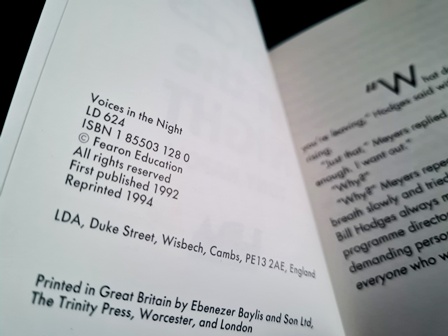 Voices in the Night
LD 624
ISBN 1 85503 128 0
© Fearon Education
All rights reserved
First published 1992
Reprinted 1994
LDA, Duke Street, Wisbech, Cambs, PE13 2AE, England
Printed in Great Britain by Ebenezer Baylis and Son Ltd,
The Trinity Press, Worcester, and London
"What do
you're leaving," Hodges said
rising.
"Just that," Meyers replied
enough. I want out."
"Why?"
"Why?" Meyers
breath slowly and tried
Bill Hodges always
programme
demanding
everyone who